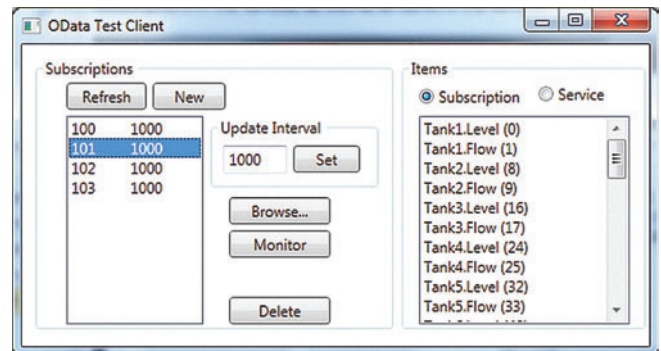 OData Test Client
Subscriptions
Refresh New
100 1000
101 1000
102 1000
103 1000
Update Interval
1000 Set
Browse...
Monitor
Delete
Items
Subscription Service
Tank1.Level (0)
Tank1.Flow (1)
Tank2.Level (8)
Tank2.Flow (9)
Tank3.Level (16)
Tank3.Flow (17)
Tank4.Level (24)
Tank4.Flow (25)
Tank5.Level (32)
Tank5.Flow (33)